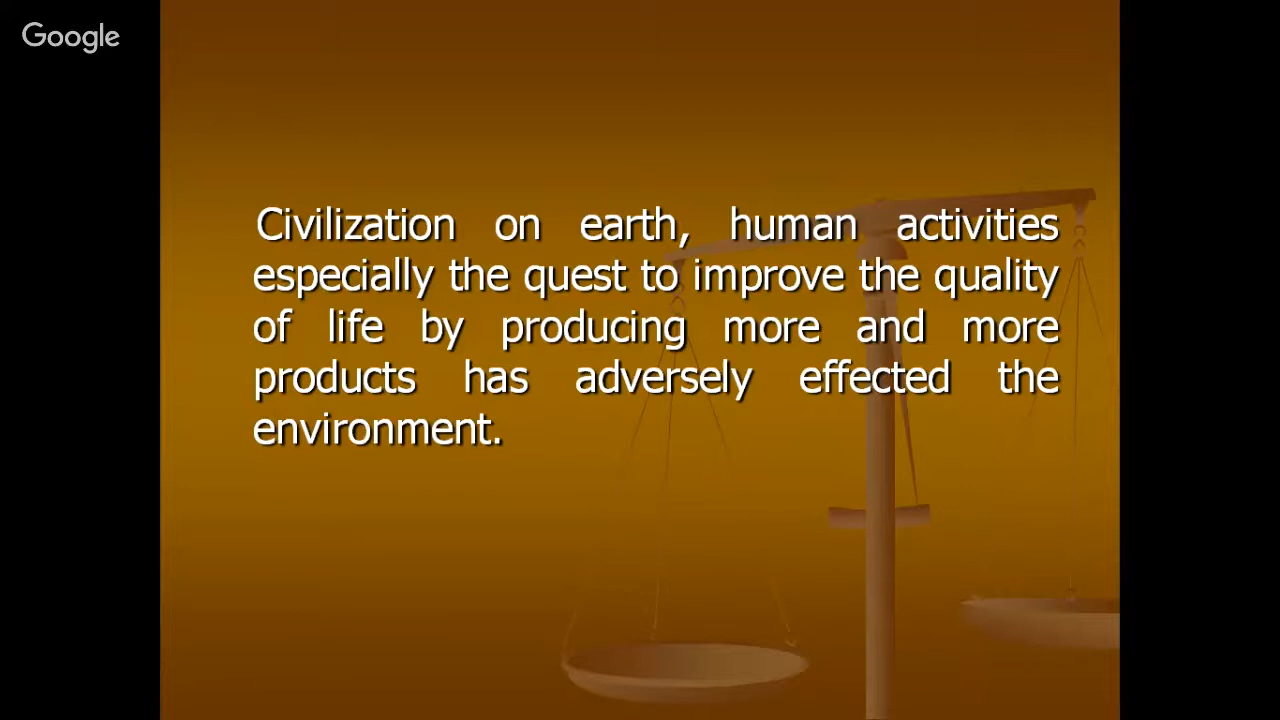 Google
Civilization on earth, human activities
especially the quest to improve the quality
of life by producing more and more
products has adversely effected the
environment.